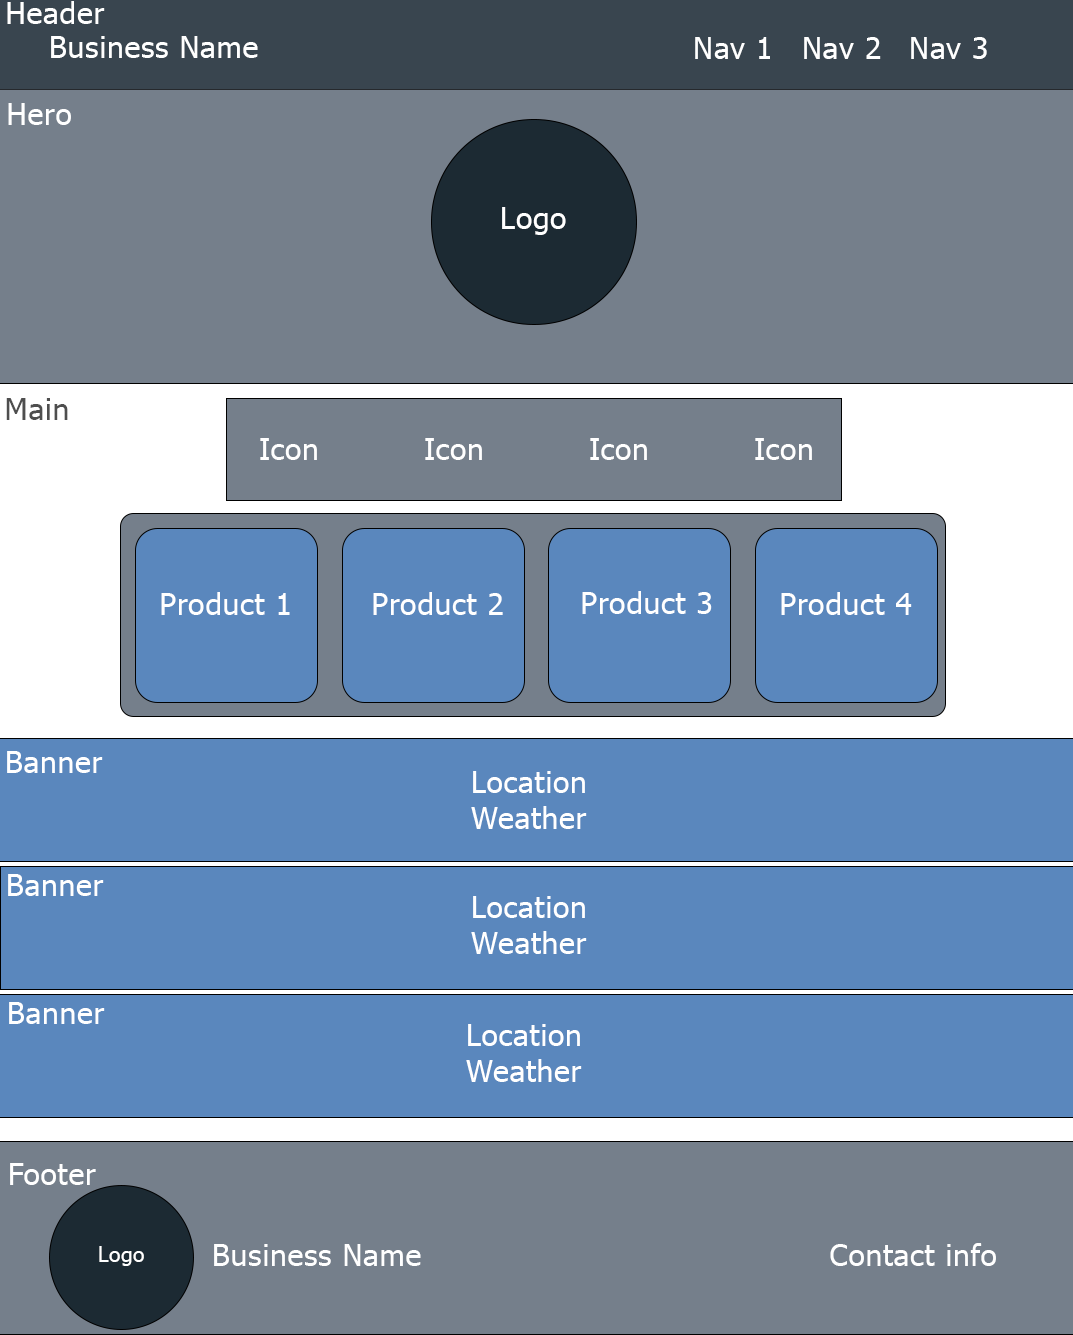 Header
Business Name
Nav 1 Nav 2 Nav 3
Hero
Logo
Main
Icon Icon Icon Icon
Product 1 Product 2 Product 3 Product 4
Banner
Location
Weather
Banner
Location
Weather
Banner
Location
Weather
Footer
Logo
Business Name
Contact info